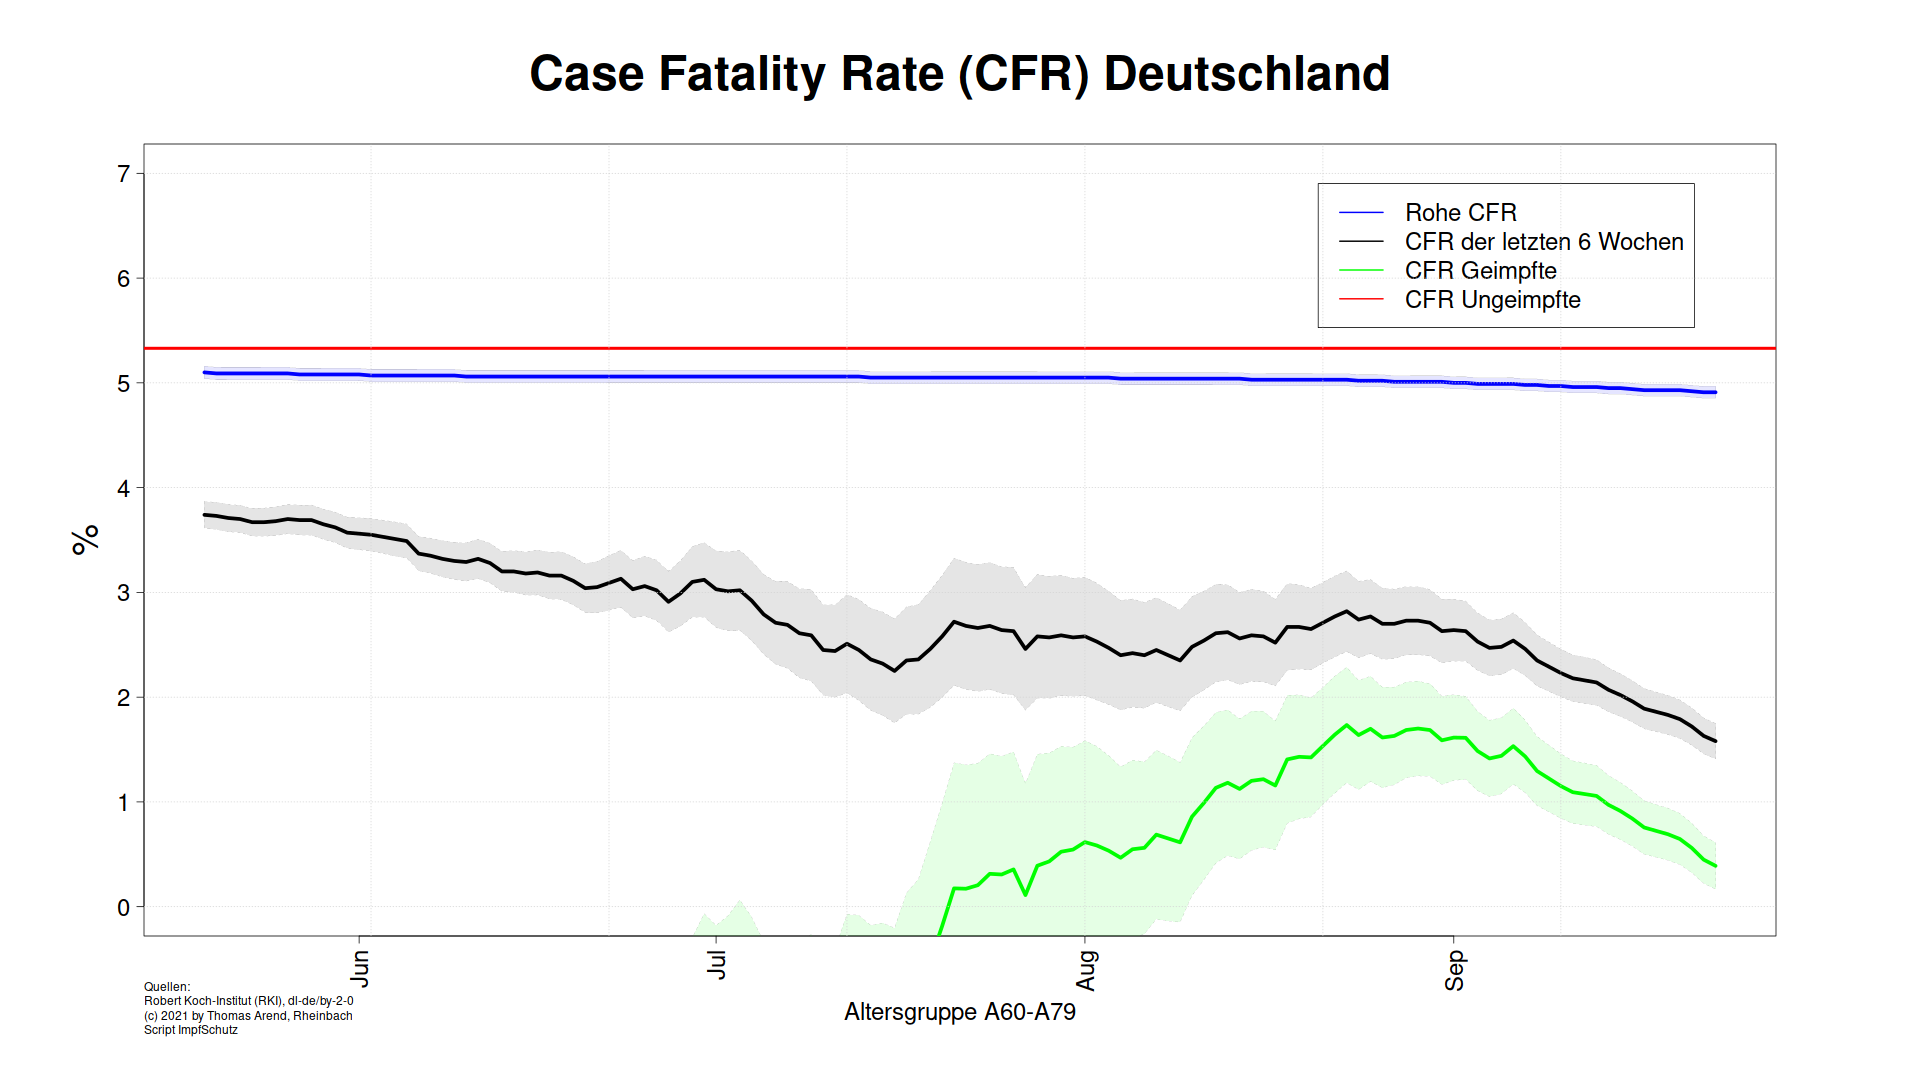 Case Fatality Rate (CFR) Deutschland
7
6
5
4
3
2
1
0
%
Rohe CFR
CFR der letzten 6 Wochen
CFR Geimpfte
CFR Ungeimpfte
Jun
Jul
Aug
Sep
Altersgruppe A60-A79
Quellen:
Robert Koch-Institut (RKI), dl-de/by-2-0
(c) 2021 by Thomas Arend, Rheinbach
Script ImpfSchutz